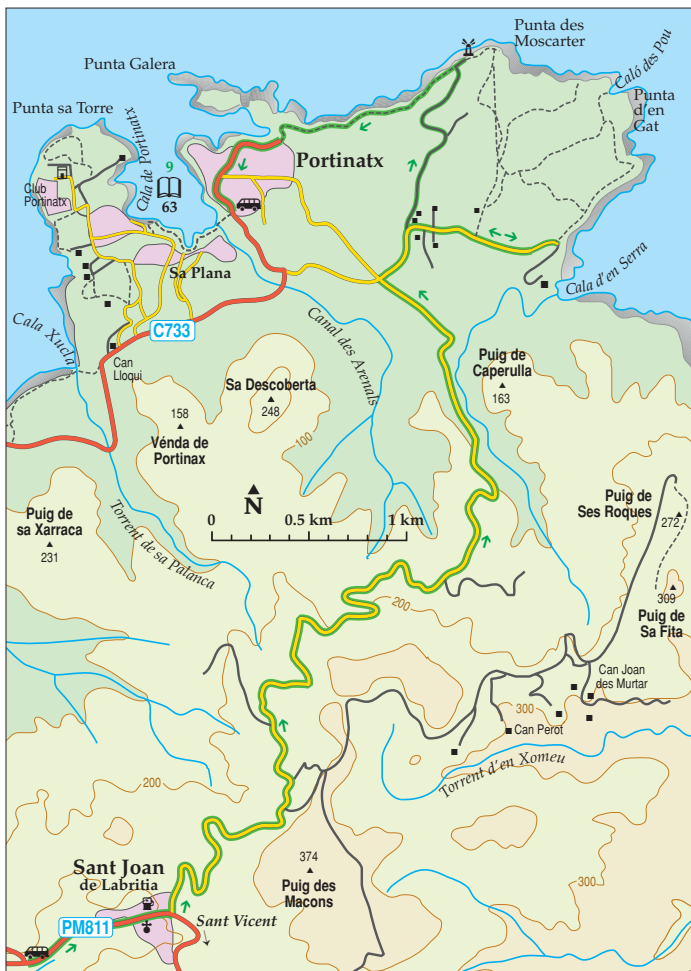 Punta des
Moscarter
Punta Galera
Caló des Pou
Punta
d'en
Gat
Punta sa Torre
Cala de Portinatx
9
63
Portinatx
Club
Portinatx
Sa Plana
Cala d'en Serra
Cala Xucla
C733
Can
Lloqui
Canal des Arenals
Puig de
Caperulla
163
Sa Descoberta
248
158
Vénda de
Portinax
100
N
0 0.5 km 1 km
Puig de
sa Xarraca
231
Torrent de sa Palanca
Puig de
Ses Roques
272
309
Puig de
Sa Fita
200
Can Joan
des Murtar
300
Can Perot
Torrent d'en Xomeu
200
374
Puig des
Macons
300
Sant Joan
de Labritia
PM811
Sant Vicent